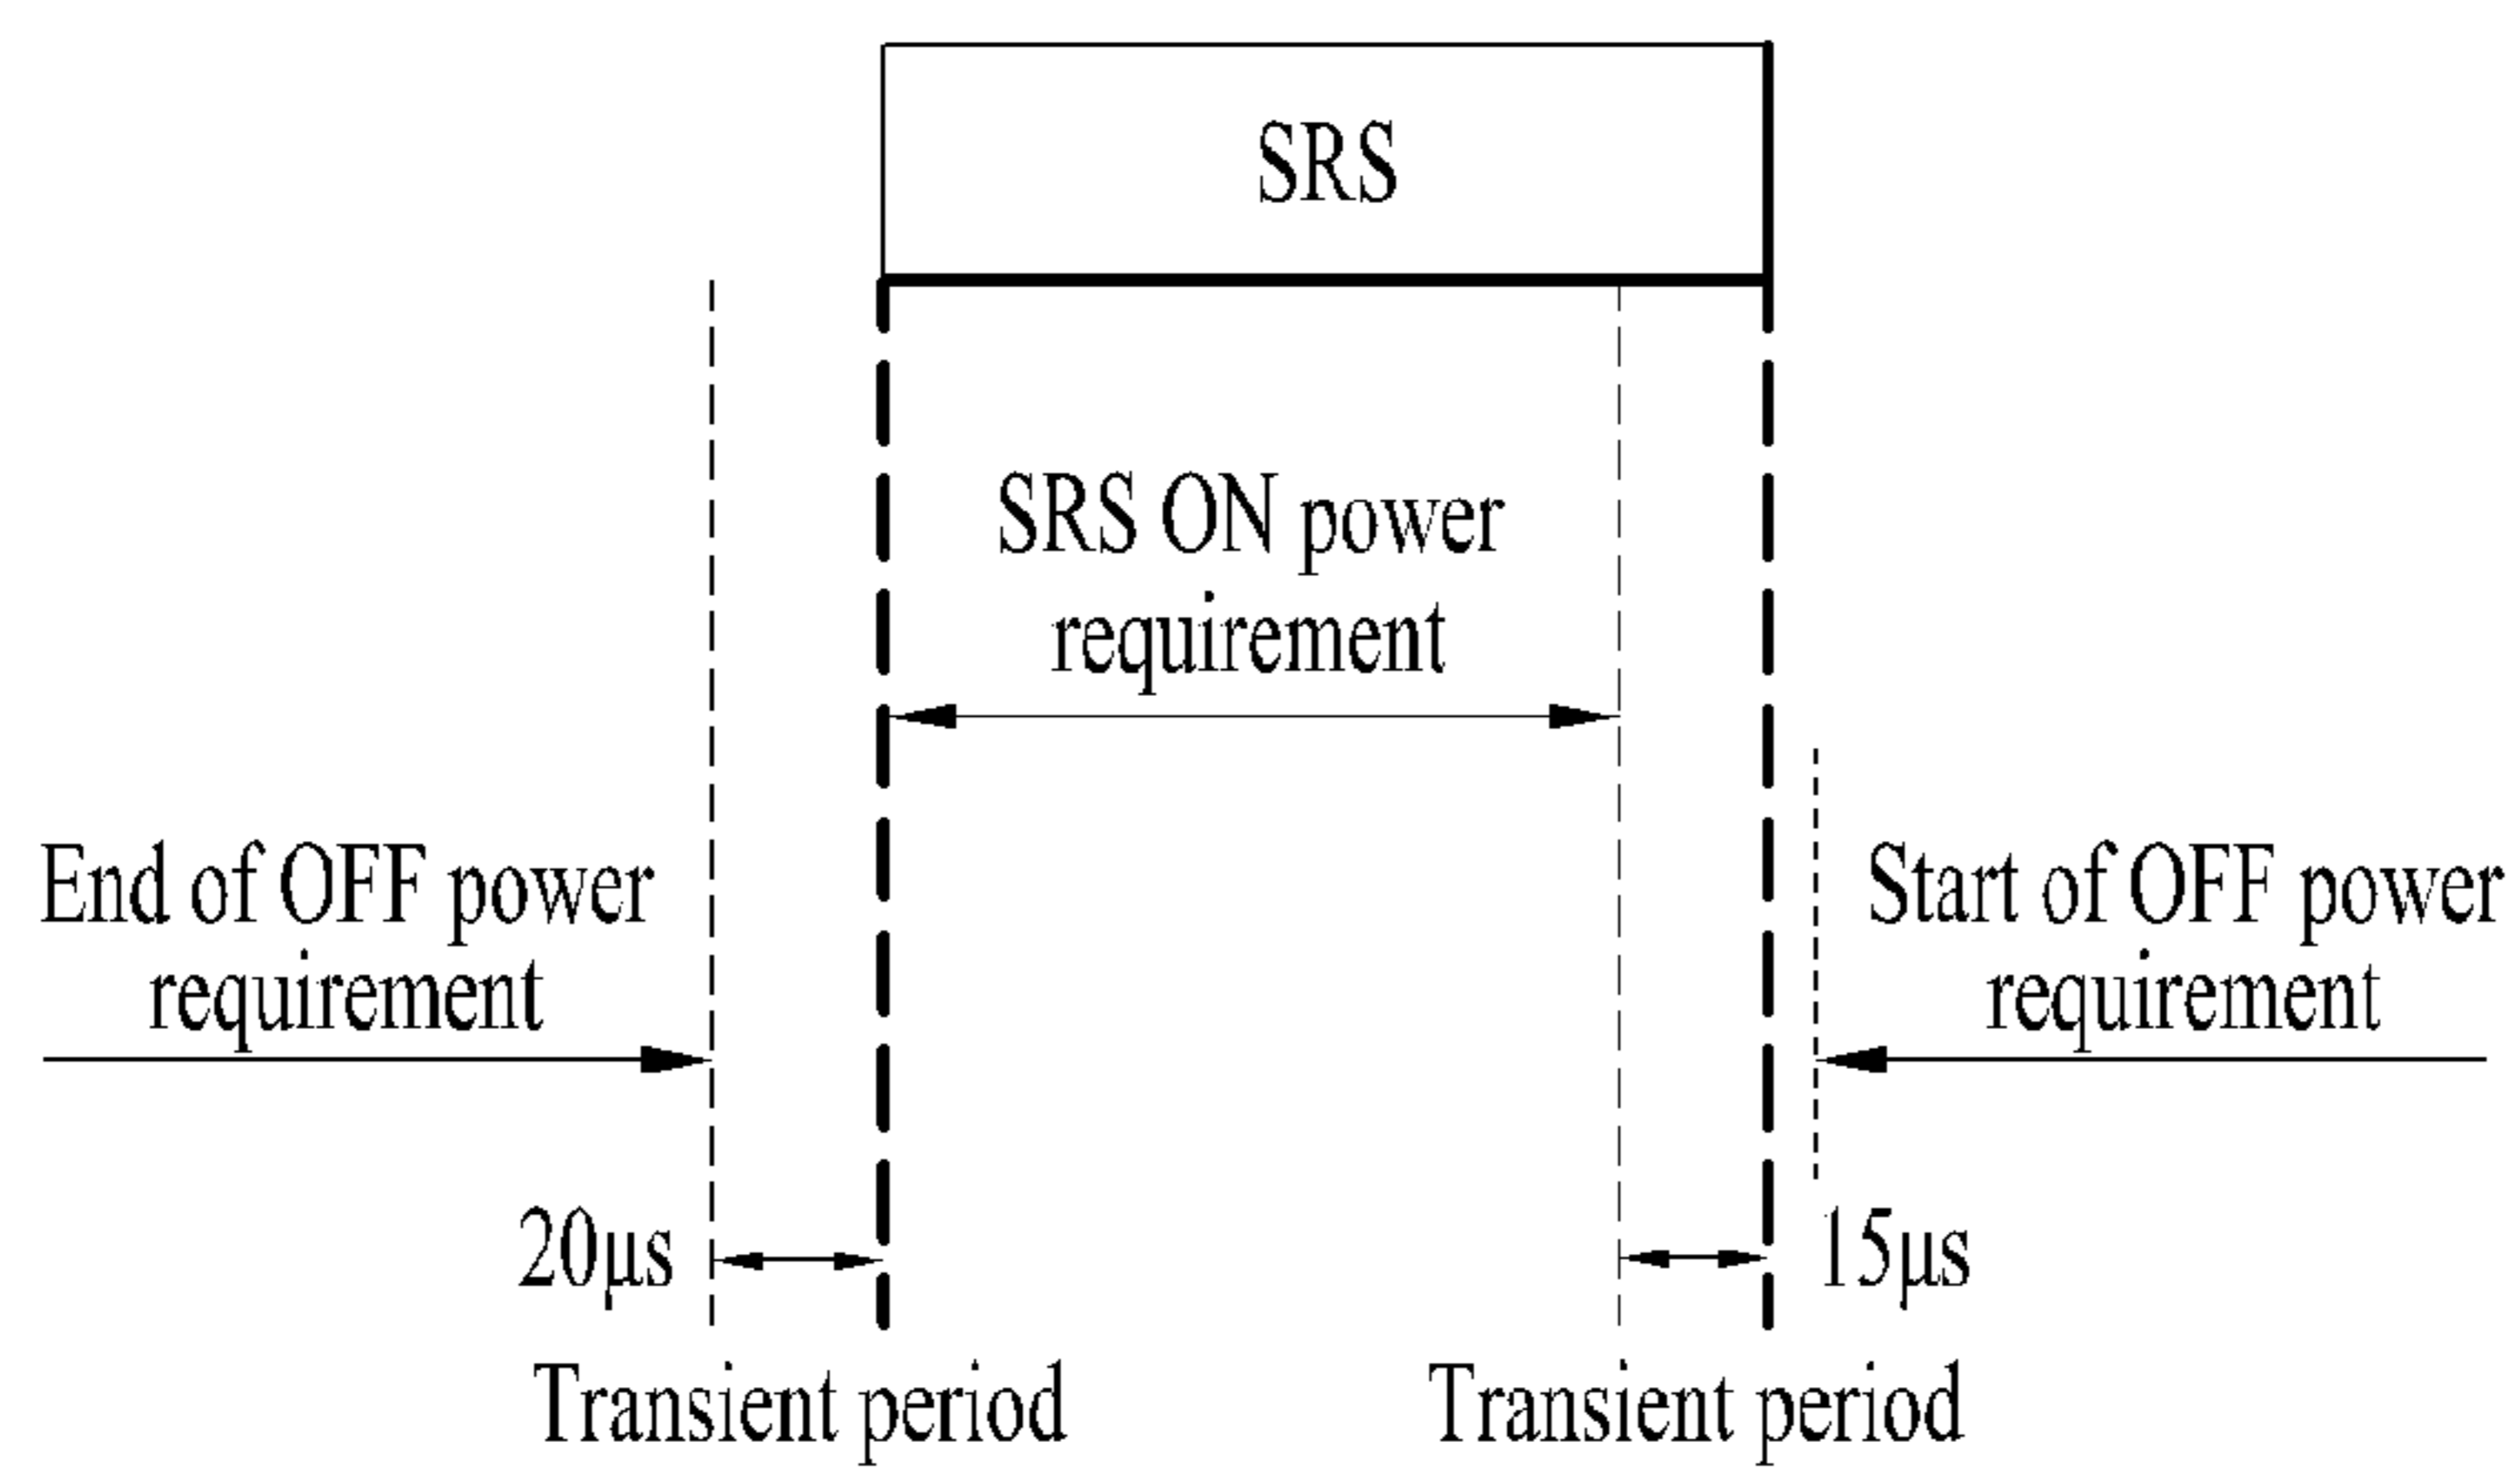 SRS
SRS ON power
requirement
End of OFF power
requirement
Start of OFF power
requirement
20μs
15μs
Transient period
Transient period